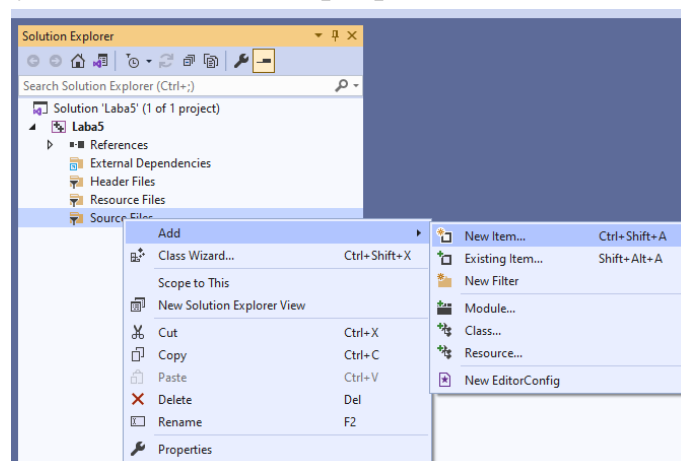 Solution Explorer
Search Solution Explorer (Ctrl+;)
Solution 'Laba5' (1 of 1 project)
Laba5
References
External Dependencies
Header Files
Resource Files
Source Files
Add
Class Wizard... Ctrl+Shift+X
Scope to This
New Solution Explorer View
Cut Ctrl+X
Copy Ctrl+C
Paste Ctrl+V
Delete Del
Rename F2
Properties
New Item... Ctrl+Shift+A
Existing Item... Shift+Alt+A
New Filter
Module...
Class...
Resource...
New EditorConfig